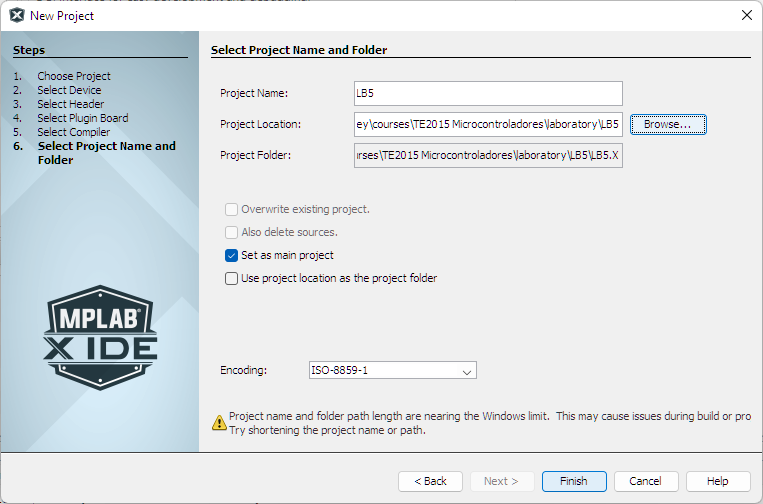 New Project
Steps
1. Choose Project
2. Select Device
3. Select Header
4. Select Plugin Board
5. Select Compiler
6. Select Project Name and
Folder
MPLAB®
X IDE
Select Project Name and Folder
Project Name: LB5
Project Location: ey\courses\TE2015 Microcontroladores\laboratory\LB5 Browse...
Project Folder: ırses\TE2015 Microcontroladores\laboratory\LB5\LB5.X
Overwrite existing project.
Also delete sources.
Set as main project
Use project location as the project folder
Encoding: ISO-8859-1
Project name and folder path length are nearing the Windows limit. This may cause issues during build or pro
Try shortening the project name or path.
< Back Next > Finish Cancel Help